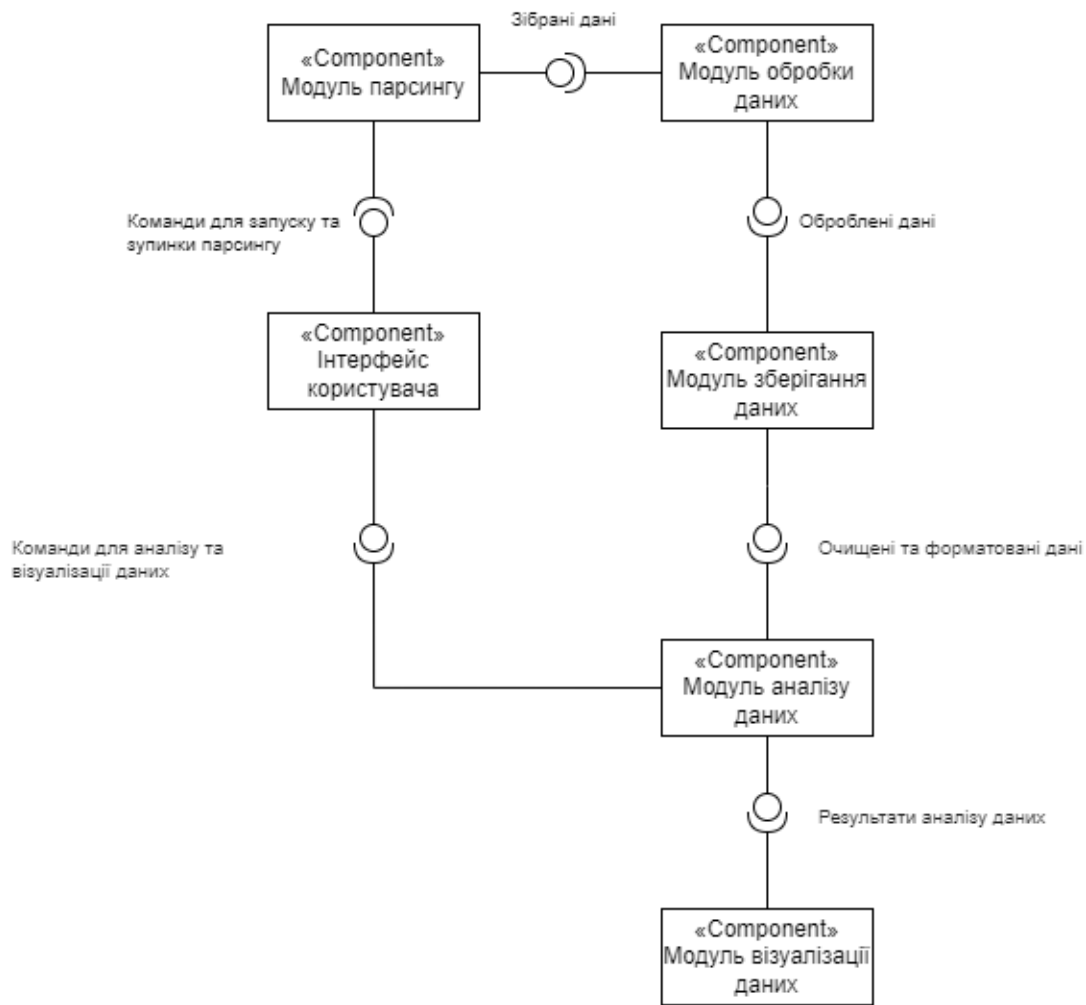 Зібрані дані
«Component»
Модуль парсингу
«Component»
Модуль обробки
даних
Команди для запуску та
зупинки парсингу
Оброблені дані
«Component»
Інтерфейс
користувача
«Component»
Модуль зберігання
даних
Команди для аналізу та
візуалізації даних
Очищені та форматовані дані
«Component»
Модуль аналізу
даних
Результати аналізу даних
«Component»
Модуль візуалізації
даних